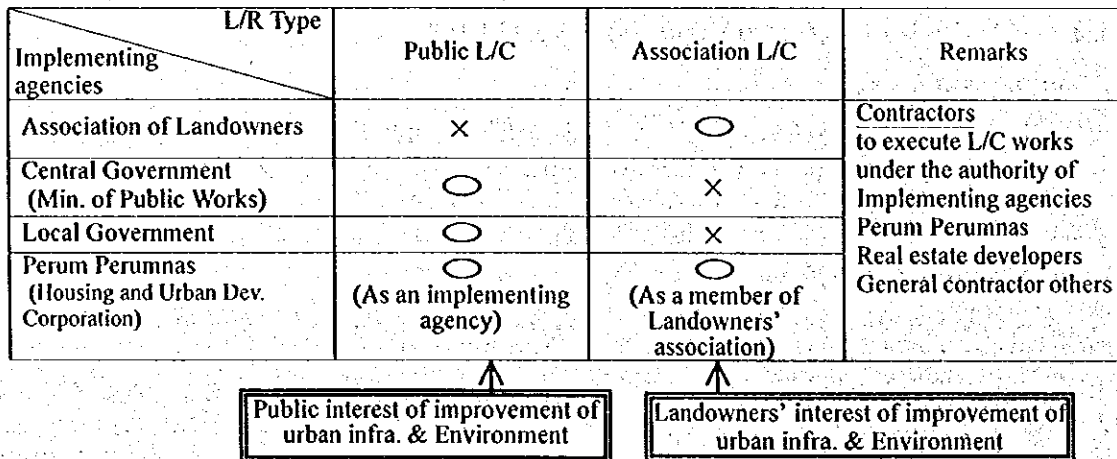 L/R Type
Implementing
agencies
Public L/C
Association L/C
Remarks
Association of Landowners
×
○
Central Government
(Min. of Public Works)
○
×
Local Government
○
×
Perum Perumnas
(Housing and Urban Dev.
Corporation)
○
(As an implementing
agency)
○
(As a member of
Landowners'
association)
Contractors
to execute L/C works
under the authority of
Implementing agencies
Perum Perumnas
Real estate developers
General contractor others
Public interest of improvement of
urban infra. & Environment
Landowners' interest of improvement of
urban infra. & Environment